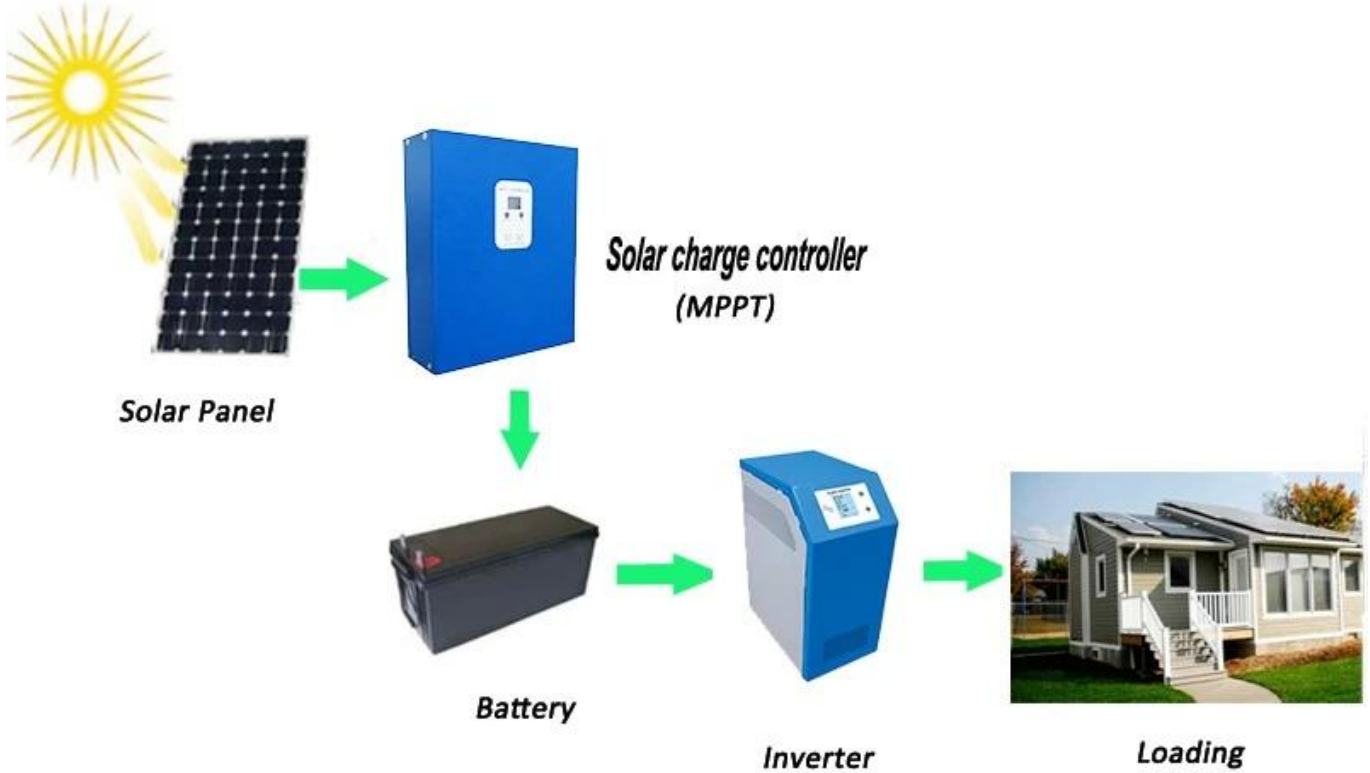 Solar charge controller
(MPPT)
Solar Panel
Battery
Inverter
Loading